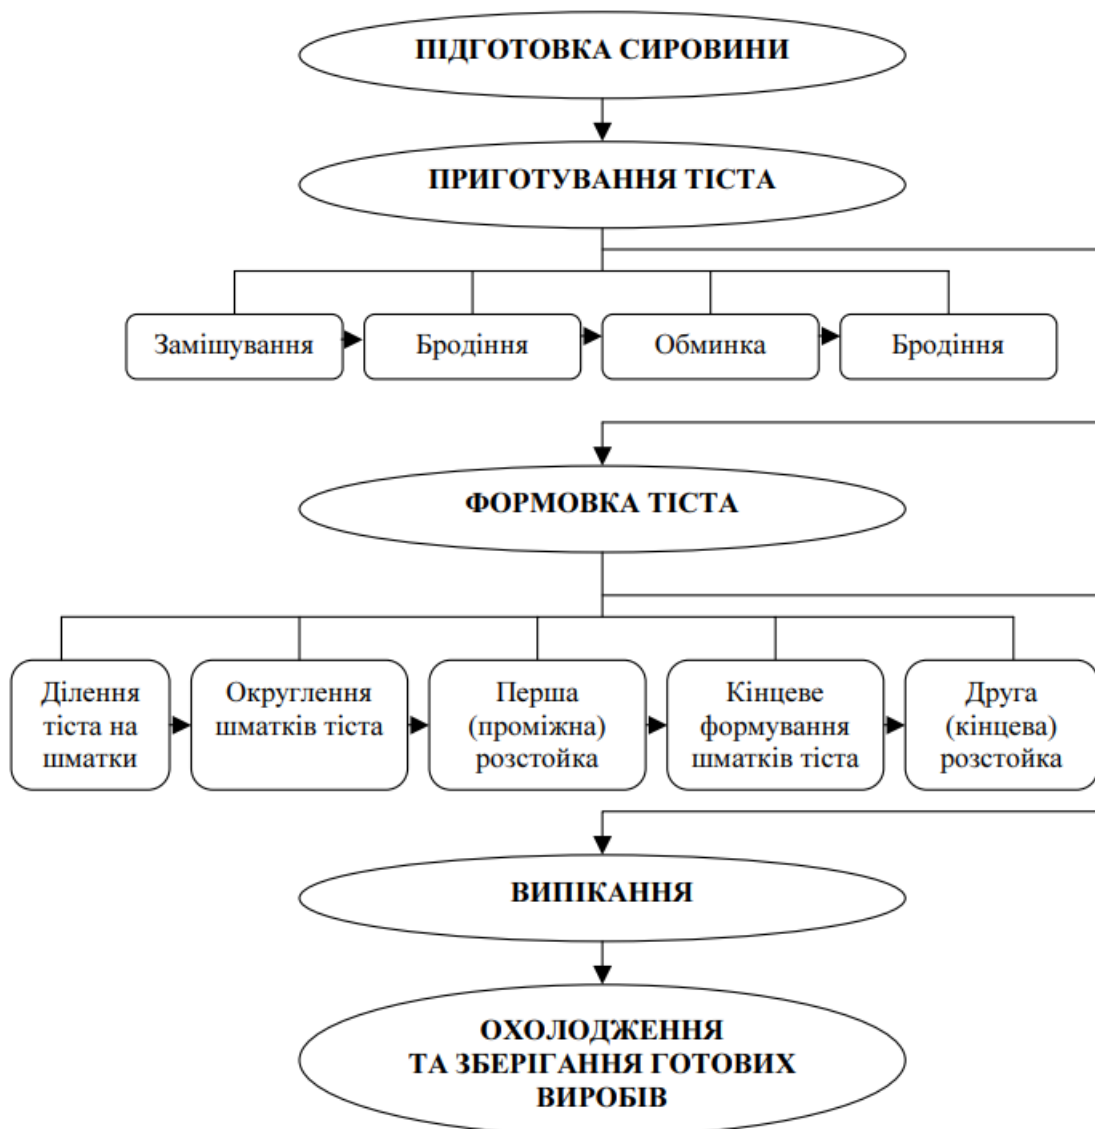 ПІДГОТОВКА СИРОВИНИ
ПРИГОТУВАННЯ ТІСТА
Замішування
Бродіння
Обминка
Бродіння
ФОРМОВКА ТІСТА
Ділення
тіста на
шматки
Округлення
шматків тіста
Перша
(проміжна)
розстойка
Кінцеве
формування
шматків тіста
Друга
(кінцева)
розстойка
ВИПІКАННЯ
ОХОЛОДЖЕННЯ
ТА ЗБЕРІГАННЯ ГОТОВИХ
ВИРОБІВ